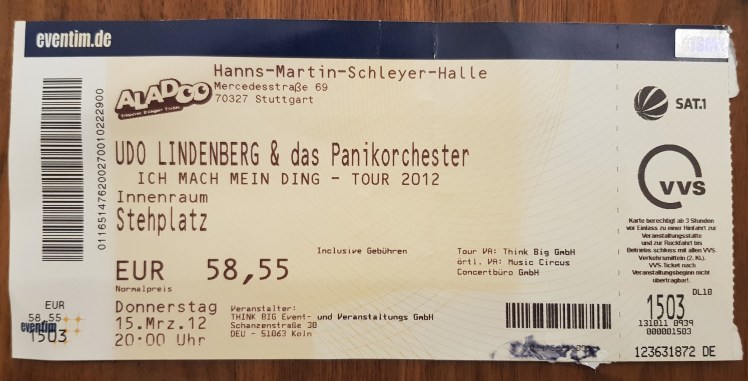 eventim.de
ALADOO
Hanns-Martin-Schleyer-Halle
Mercedesstraße 69
70327 Stuttgart
UDO LINDENBERG & das Panikorchester
ICH MACH MEIN DING - TOUR 2012
Innenraum
Stehplatz
Inclusive Gebühren
EUR 58,55
Normalpreis
Tour VA: Think Big GmbH
örtl. VA: Music Circus
Concertbüro GmbH
Donnerstag
15.Mrz.12
20:00 Uhr
Veranstalter:
THINK BIG Event- und Veranstaltungs GmbH
Schanzenstraße 30
DEU - 51063 Köln
01165147620027001022290​0
EUR
58,55
eventim
1503
SAT.1
VVS
Karte berechtigt ab 3 Stunden
vor Einlass zu einer Hinfahrt zur
Veranstaltungsstätte
und zur Rückfahrt bis
Betriebsschluss mit allen VVS
Verkehrsmitteln (2. Kl.).
VVS-Ticket nach
Veranstaltungsbeginn nicht
übertragbar!
DL10
1503
131011 0939
000001503
123631872 DE